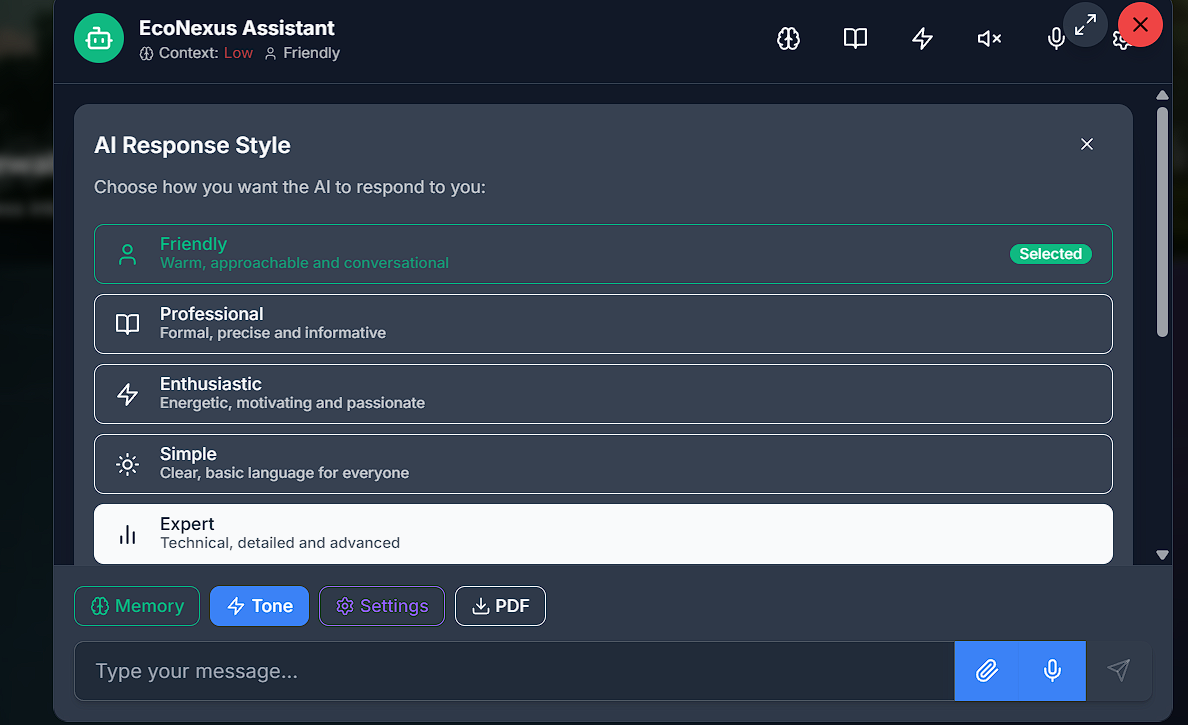 EcoNexus Assistant
Context: Low Friendly
AI Response Style
Choose how you want the AI to respond to you:
Friendly
Warm, approachable and conversational
Selected
Professional
Formal, precise and informative
Enthusiastic
Energetic, motivating and passionate
Simple
Clear, basic language for everyone
Expert
Technical, detailed and advanced
Memory Tone Settings PDF
Type your message...